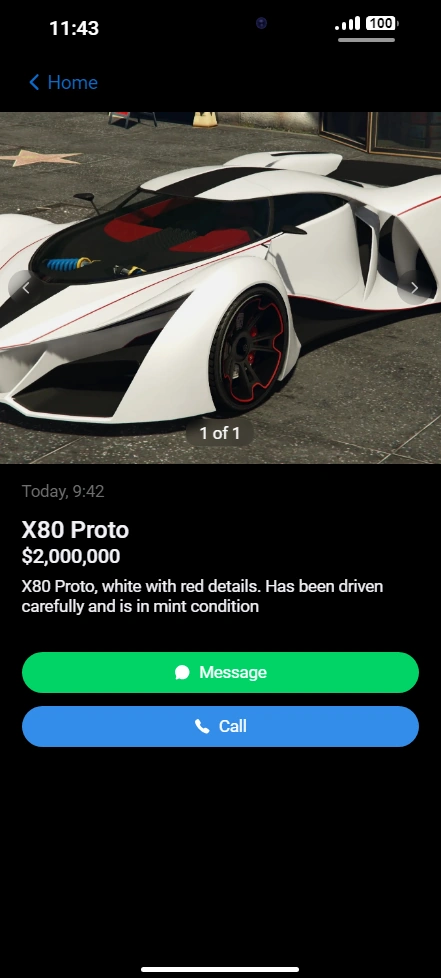 11:43
100
Home
1 of 1
Today, 9:42
X80 Proto
$2,000,000
X80 Proto, white with red details. Has been driven
carefully and is in mint condition
Message
Call